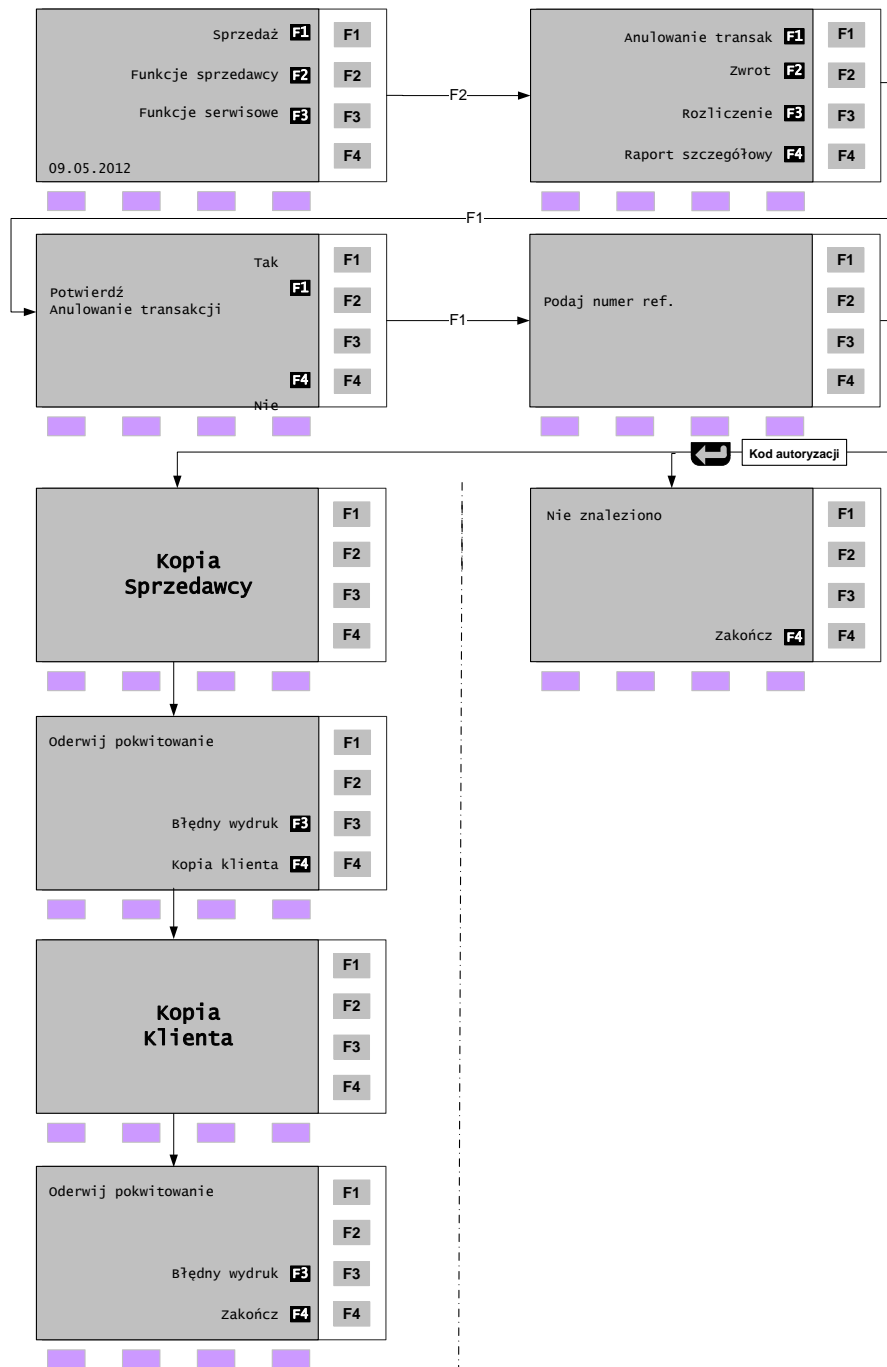 Sprzedaż F1
Funkcje sprzedawcy F2
Funkcje serwisowe F3
09.05.2012
F1
F2
F3
F4
F2
Anulowanie transak F1
Zwrot F2
Rozliczenie F3
Raport szczegółowy F4
F1
F2
F3
F4
F1
Tak
F1
Potwierdź
Anulowanie transakcji
F4
Nie
F1
F2
F3
F4
F1
Podaj numer ref.
F1
F2
F3
F4
Kod autoryzacji
Kopia
Sprzedawcy
F1
F2
F3
F4
Nie znaleziono
Zakończ F4
F1
F2
F3
F4
Oderwij pokwitowanie
Błędny wydruk F3
Kopia klienta F4
F1
F2
F3
F4
Kopia
Klienta
F1
F2
F3
F4
Oderwij pokwitowanie
Błędny wydruk F3
Zakończ F4
F1
F2
F3
F4